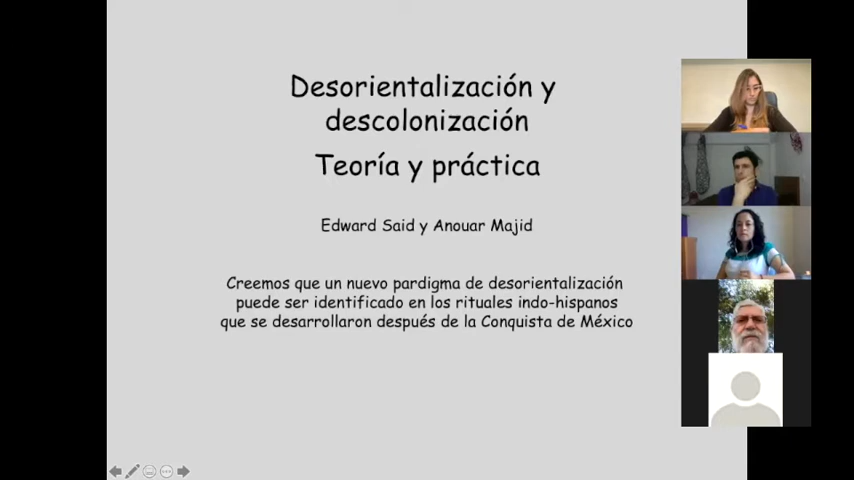 Desorientalización y
descolonización
Teoría y práctica
Edward Said y Anouar Majid
Creemos que un nuevo pardigma de desorientalización
puede ser identificado en los rituales indo-hispanos
que se desarrollaron después de la Conquista de México